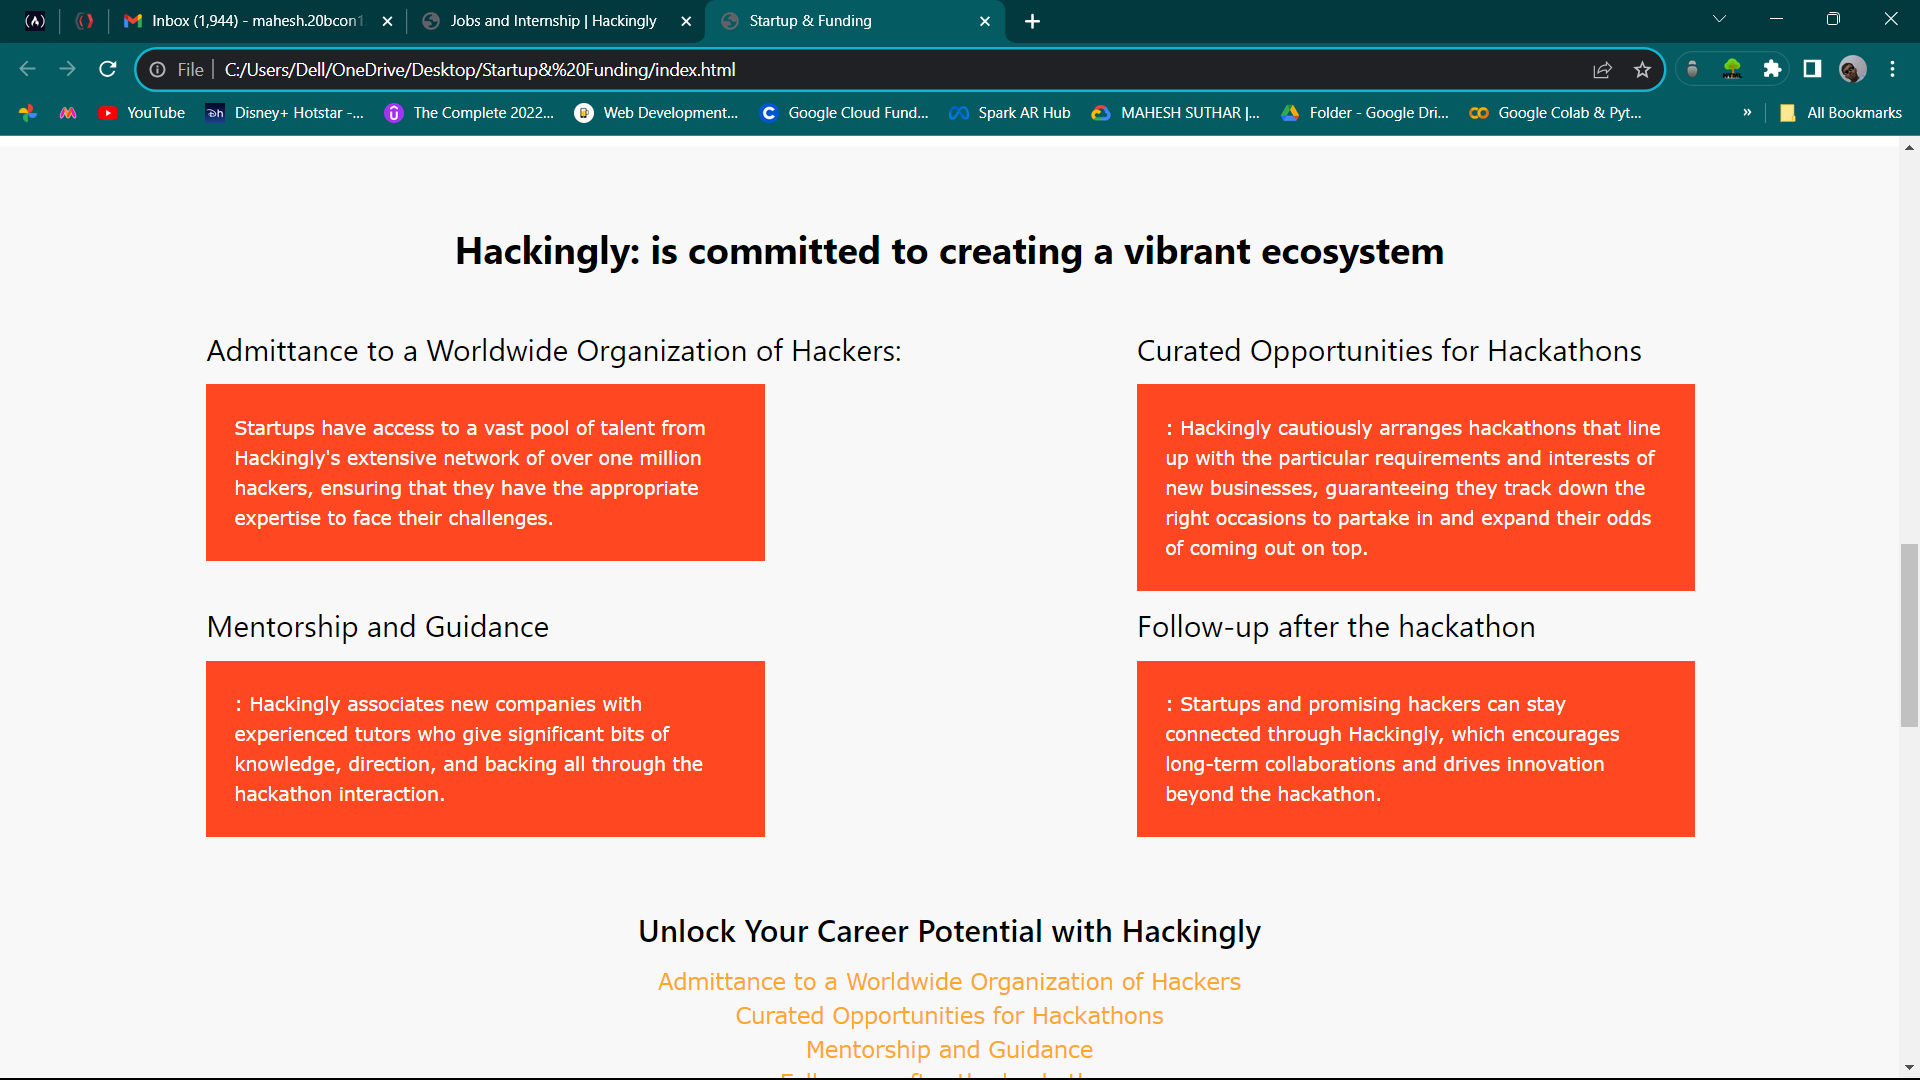 Inbox (1,944) - mahesh.20bcon1
Jobs and Internship | Hackingly
Startup & Funding
File
C:/Users/Dell/OneDrive/Desktop/Startup&%20Funding/index.html
YouTube
Disney+ Hotstar -...
The Complete 2022...
Web Development...
Google Cloud Fund...
Spark AR Hub
MAHESH SUTHAR |...
Folder - Google Dri...
Google Colab & Pyt...
»
All Bookmarks
Hackingly: is committed to creating a vibrant ecosystem
Admittance to a Worldwide Organization of Hackers:
Startups have access to a vast pool of talent from
Hackingly's extensive network of over one million
hackers, ensuring that they have the appropriate
expertise to face their challenges.
Curated Opportunities for Hackathons
: Hackingly cautiously arranges hackathons that line
up with the particular requirements and interests of
new businesses, guaranteeing they track down the
right occasions to partake in and expand their odds
of coming out on top.
Mentorship and Guidance
: Hackingly associates new companies with
experienced tutors who give significant bits of
knowledge, direction, and backing all through the
hackathon interaction.
Follow-up after the hackathon
: Startups and promising hackers can stay
connected through Hackingly, which encourages
long-term collaborations and drives innovation
beyond the hackathon.
Unlock Your Career Potential with Hackingly
Admittance to a Worldwide Organization of Hackers
Curated Opportunities for Hackathons
Mentorship and Guidance